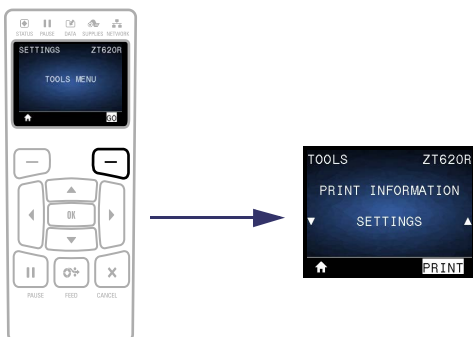 STATUS PAUSE DATA SUPPLIES NETWORK
SETTINGS ZT620R
TOOLS MENU
GO
OK
PAUSE FEED CANCEL
TOOLS ZT620R
PRINT INFORMATION
SETTINGS
PRINT